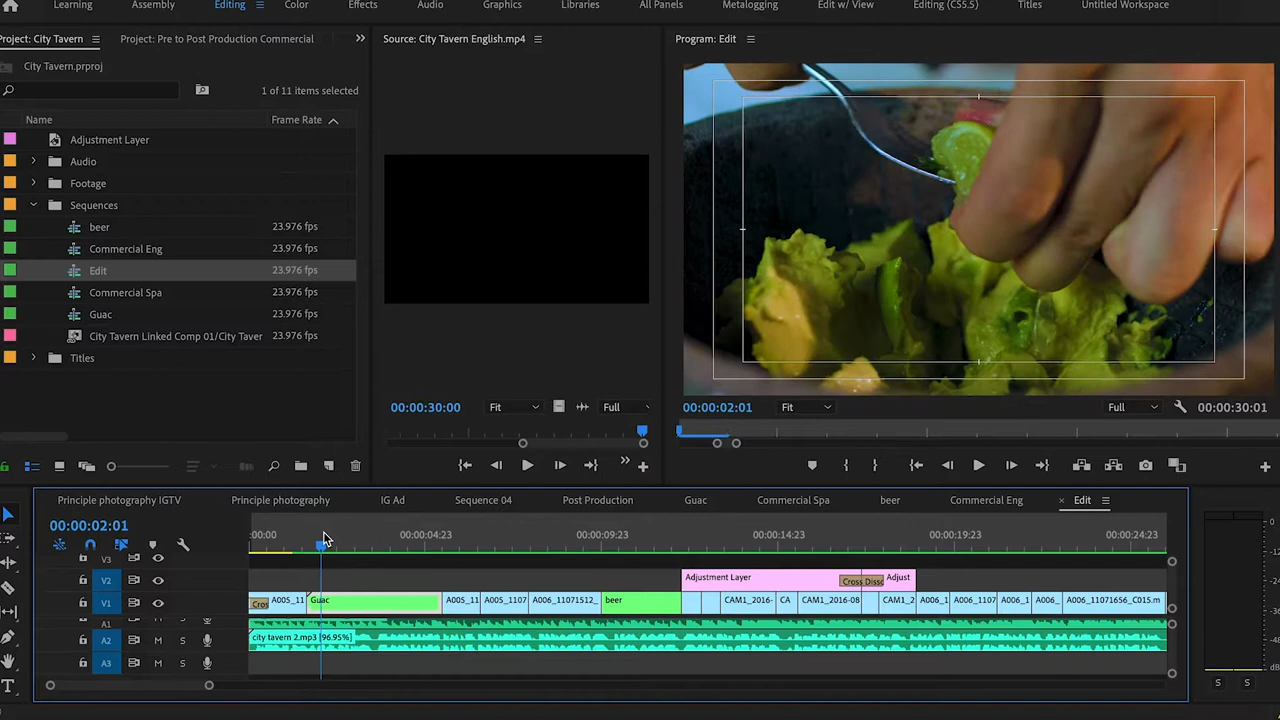 Learning Assembly Editing Color Effects Audio Graphics Libraries All Panels Metalogging Edit w/ View Editing (CS5.5) Titles Untitled Workspace
Project: City Tavern Project: Pre to Post Production Commercial
City Tavern.prproj
1 of 11 items selected
Name Frame Rate
Adjustment Layer
Audio
Footage
Sequences
beer 23.976 fps
Commercial Eng 23.976 fps
Edit 23.976 fps
Commercial Spa 23.976 fps
Guac 23.976 fps
City Tavern Linked Comp 01/City Taver
Titles
Source: City Tavern English.mp4
00:00:30:00 Fit Full
Program: Edit
00:00:02:01 Fit Full 00:00:30:01
Principle photography IGTV Principle photography IG Ad Sequence 04 Post Production Guac Commercial Spa beer Commercial Eng × Edit
00:00:02:01
:00:00 00:00:04:23 00:00:09:23 00:00:14:23 00:00:19:23 00:00:24:23
V3
V2 Adjustment Layer Cross Disso Adjust
V1 Cros A005_11 Guac A005_11 A005_1107 A006_11071512_ beer CAM1_2016- CA CAM1_2016-08 CAM1_2 A006_1 A006_1107 A006_1 A006_ A006_11071656_C015.m
A1
A2 M S city tavern 2.mp3 [96.95%]
A3 M S
S S
dB